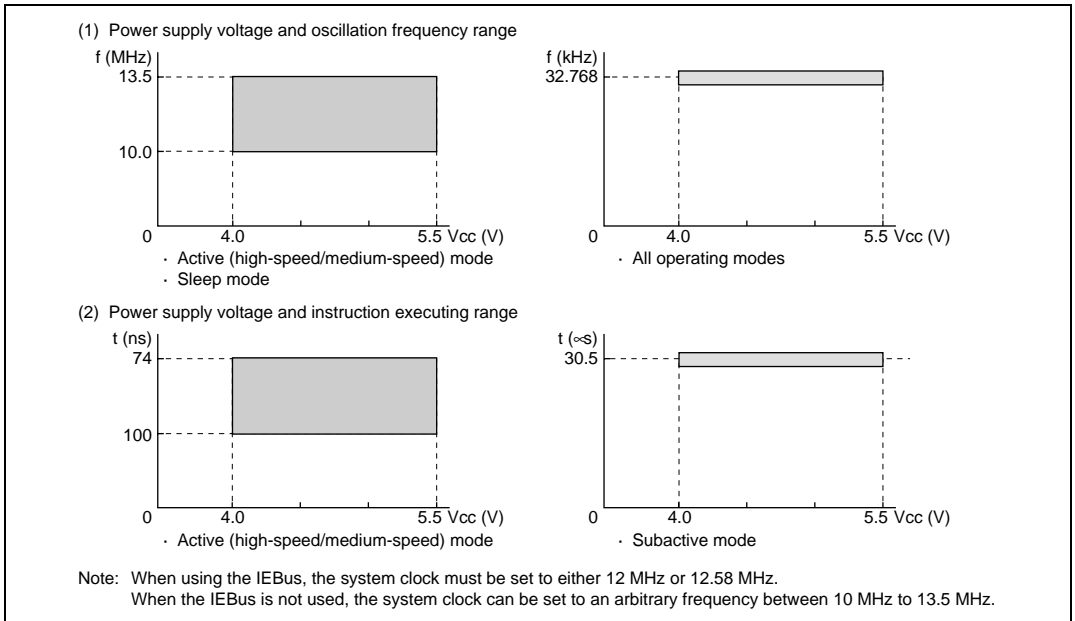 (1) Power supply voltage and oscillation frequency range
f (MHz)
13.5
10.0
0
4.0
5.5 Vcc (V)
· Active (high-speed/medium-speed) mode
· Sleep mode
f (kHz)
32.768
0
4.0
5.5 Vcc (V)
· All operating modes
(2) Power supply voltage and instruction executing range
t (ns)
74
100
0
4.0
5.5 Vcc (V)
· Active (high-speed/medium-speed) mode
t (∝s)
30.5
0
4.0
5.5 Vcc (V)
· Subactive mode
Note: When using the IEBus, the system clock must be set to either 12 MHz or 12.58 MHz.
When the IEBus is not used, the system clock can be set to an arbitrary frequency between 10 MHz to 13.5 MHz.